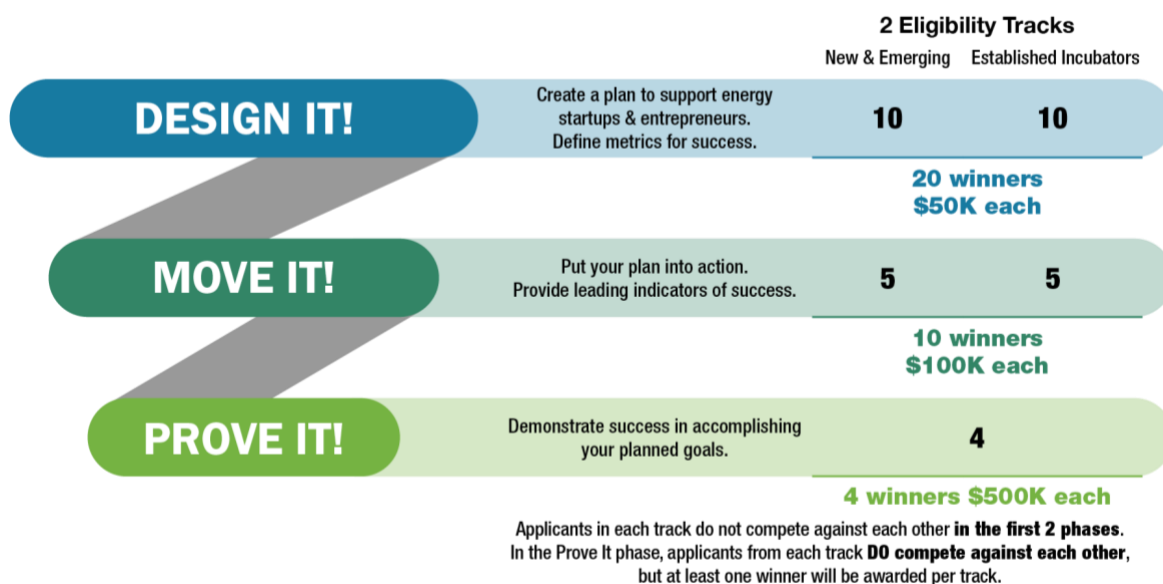 2 Eligibility Tracks
New & Emerging Established Incubators
DESIGN IT!
Create a plan to support energy
startups & entrepreneurs.
Define metrics for success.
10 10
20 winners
$50K each
MOVE IT!
Put your plan into action.
Provide leading indicators of success.
5 5
10 winners
$100K each
PROVE IT!
Demonstrate success in accomplishing
your planned goals.
4
4 winners $500K each
Applicants in each track do not compete against each other in the first 2 phases.
In the Prove It phase, applicants from each track DO compete against each other,
but at least one winner will be awarded per track.